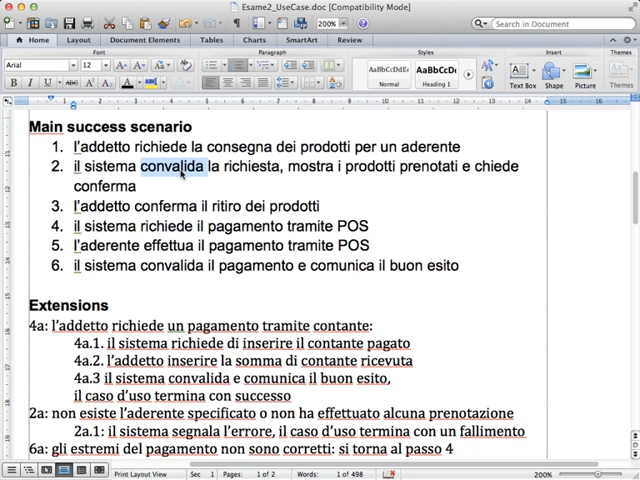 Esame2_UseCase.doc [Compatibility Mode]
200%
Search in Document
Home Layout Document Elements Tables Charts SmartArt Review
Font Paragraph Styles Insert Themes
Arial 12
AaBbCcDdE AaBbCcDc
Normal Heading 1
Text Box Shape Picture Themes
B I U
Main success scenario
1. l'addetto richiede la consegna dei prodotti per un aderente
2. il sistema convalida la richiesta, mostra i prodotti prenotati e chiede
conferma
3. l'addetto conferma il ritiro dei prodotti
4. il sistema richiede il pagamento tramite POS
5. l'aderente effettua il pagamento tramite POS
6. il sistema convalida il pagamento e comunica il buon esito
Extensions
4a: l'addetto richiede un pagamento tramite contante:
4a.1. il sistema richiede di inserire il contante pagato
4a.2. l'addetto inserire la somma di contante ricevuta
4a.3 il sistema convalida e comunica il buon esito,
il caso d'uso termina con successo
2a: non esiste l'aderente specificato o non ha effettuato alcuna prenotazione
2a.1: il sistema segnala l'errore, il caso d'uso termina con un fallimento
6a: gli estremi del pagamento non sono corretti: si torna al passo 4
Print Layout View Sec 1 Pages: 1 of 2 Words: 1 of 498 200%